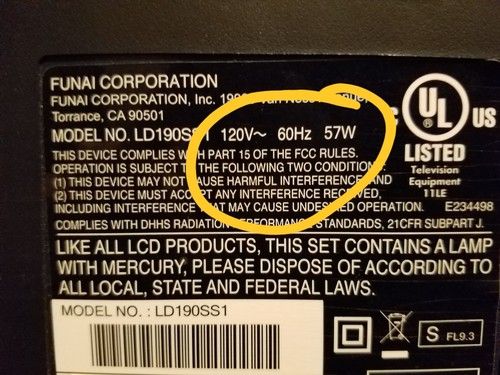 FUNAI CORPORATION
FUNAI CORPORATION, Inc.
Torrance, CA 90501
MODEL NO. LD190SS1 120V～ 60Hz 57W
THIS DEVICE COMPLIES WITH PART 15 OF THE FCC RULES.
OPERATION IS SUBJECT TO THE FOLLOWING TWO CONDITIONS:
(1) THIS DEVICE MAY NOT CAUSE HARMFUL INTERFERENCE AND
(2) THIS DEVICE MUST ACCEPT ANY INTERFERENCE RECEIVED,
INCLUDING INTERFERENCE THAT MAY CAUSE UNDESIRED OPERATION.
COMPLIES WITH DHHS RADIATION PERFORMANCE STANDARDS, 21CFR SUBPART J.
C UL US
LISTED
Television
Equipment
11LE
E234498
LIKE ALL LCD PRODUCTS, THIS SET CONTAINS A LAMP
WITH MERCURY, PLEASE DISPOSE OF ACCORDING TO
ALL LOCAL, STATE AND FEDERAL LAWS.
MODEL NO. : LD190SS1
S FL9.3